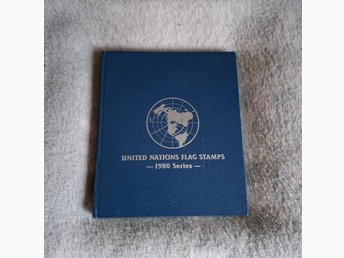 UNITED NATIONS FLAG STAMPS
— 1980 Series —